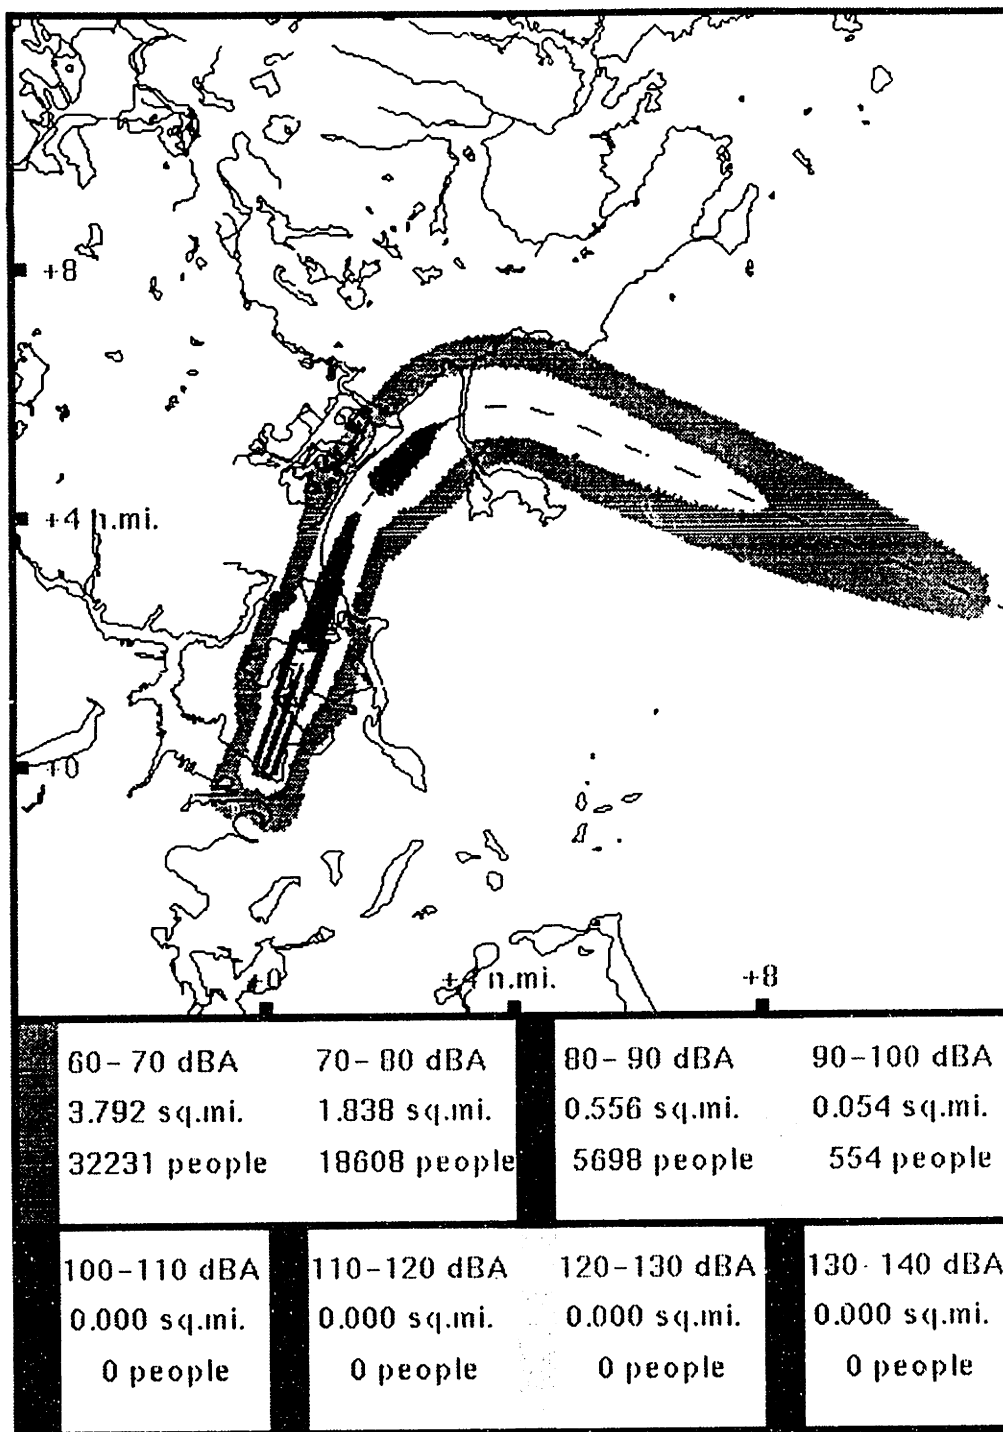 +8
+4 n.mi.
+0
+0 +4 n.mi. +8
60-70 dBA 70-80 dBA 80-90 dBA 90-100 dBA
3.792 sq.mi. 1.838 sq.mi. 0.556 sq.mi. 0.054 sq.mi.
32231 people 18608 people 5698 people 554 people
100-110 dBA 110-120 dBA 120-130 dBA 130-140 dBA
0.000 sq.mi. 0.000 sq.mi. 0.000 sq.mi. 0.000 sq.mi.
0 people 0 people 0 people 0 people